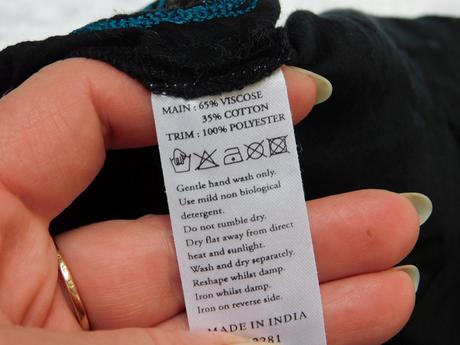 MAIN : 65% VISCOSE
35% COTTON
TRIM : 100% POLYESTER
Gentle hand wash only.
Use mild non biological
detergent.
Do not tumble dry.
Dry flat away from direct
heat and sunlight.
Wash and dry separately.
Reshape whilst damp.
Iron whilst damp.
Iron on reverse side.
MADE IN INDIA